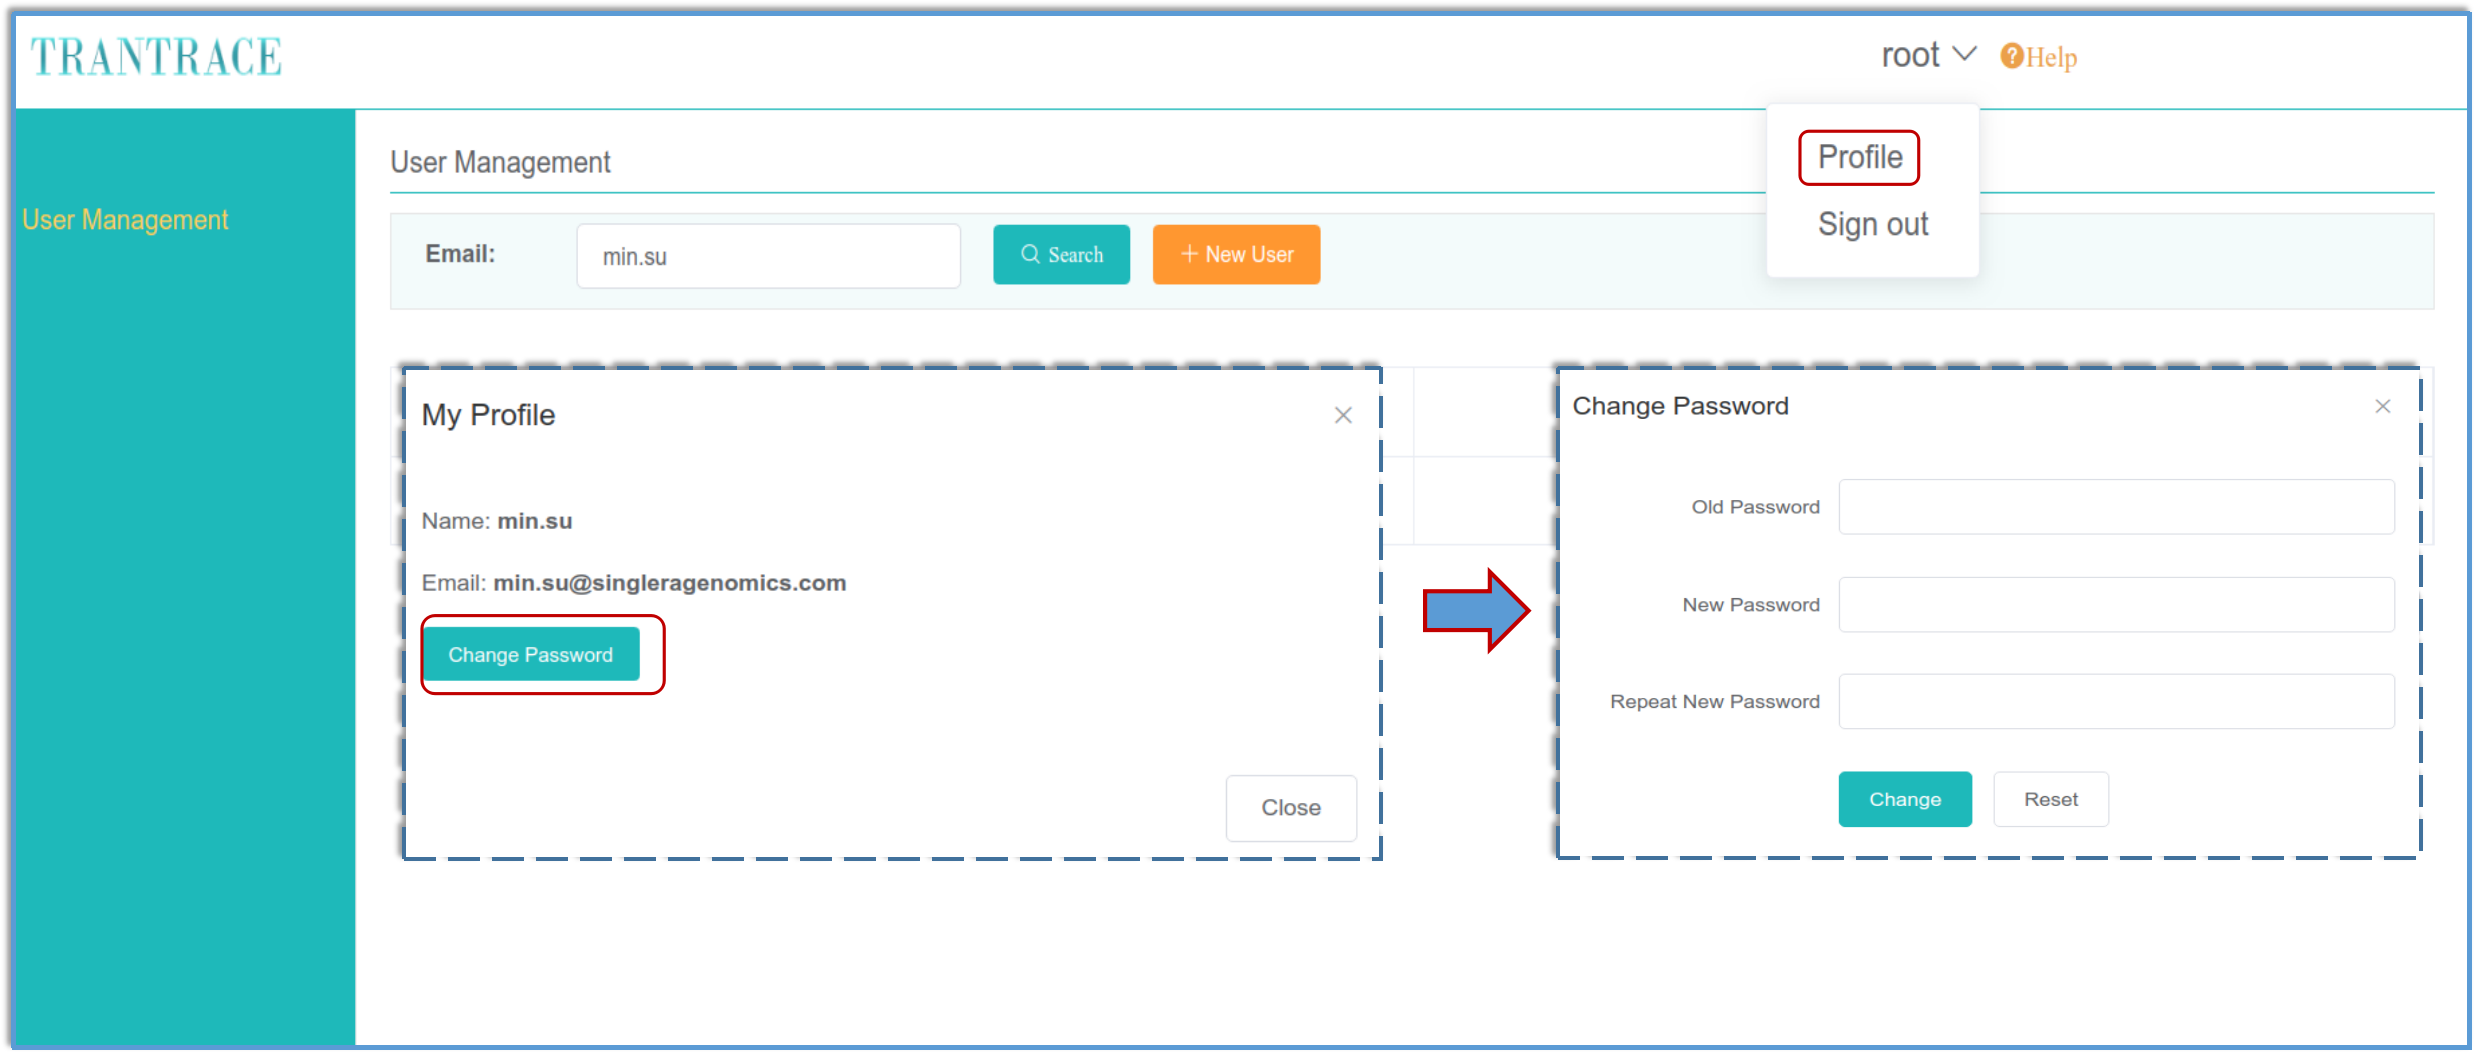 TRANTRACE
root
?Help
Profile
Sign out
User Management
User Management
Email:
min.su
Search
+ New User
My Profile
Name: min.su
Email: min.su@singleragenomics.com
Change Password
Close
Change Password
Old Password
New Password
Repeat New Password
Change
Reset